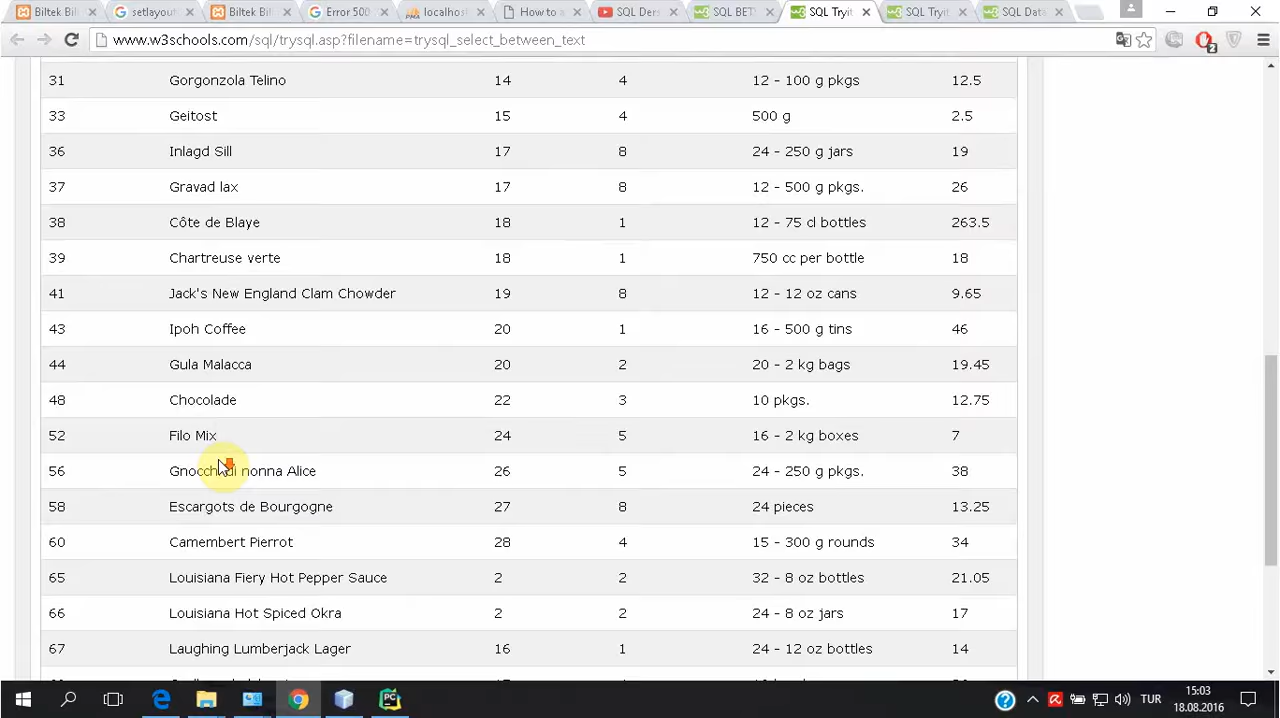 Biltek Bil
setlayout
Biltek Bil
Error 500
localho
How to a
SQL Ders
SQL BET
SQL Tryit
SQL Tryit
SQL Data
www.w3schools.com/sql/trysql.asp?filename=trysql_select_between_text
31 Gorgonzola Telino 14 4 12 - 100 g pkgs 12.5
33 Geitost 15 4 500 g 2.5
36 Inlagd Sill 17 8 24 - 250 g jars 19
37 Gravad lax 17 8 12 - 500 g pkgs. 26
38 Côte de Blaye 18 1 12 - 75 cl bottles 263.5
39 Chartreuse verte 18 1 750 cc per bottle 18
41 Jack's New England Clam Chowder 19 8 12 - 12 oz cans 9.65
43 Ipoh Coffee 20 1 16 - 500 g tins 46
44 Gula Malacca 20 2 20 - 2 kg bags 19.45
48 Chocolade 22 3 10 pkgs. 12.75
52 Filo Mix 24 5 16 - 2 kg boxes 7
56 Gnocchi di nonna Alice 26 5 24 - 250 g pkgs. 38
58 Escargots de Bourgogne 27 8 24 pieces 13.25
60 Camembert Pierrot 28 4 15 - 300 g rounds 34
65 Louisiana Fiery Hot Pepper Sauce 2 2 32 - 8 oz bottles 21.05
66 Louisiana Hot Spiced Okra 2 2 24 - 8 oz jars 17
67 Laughing Lumberjack Lager 16 1 24 - 12 oz bottles 14
TUR
15:03
18.08.2016